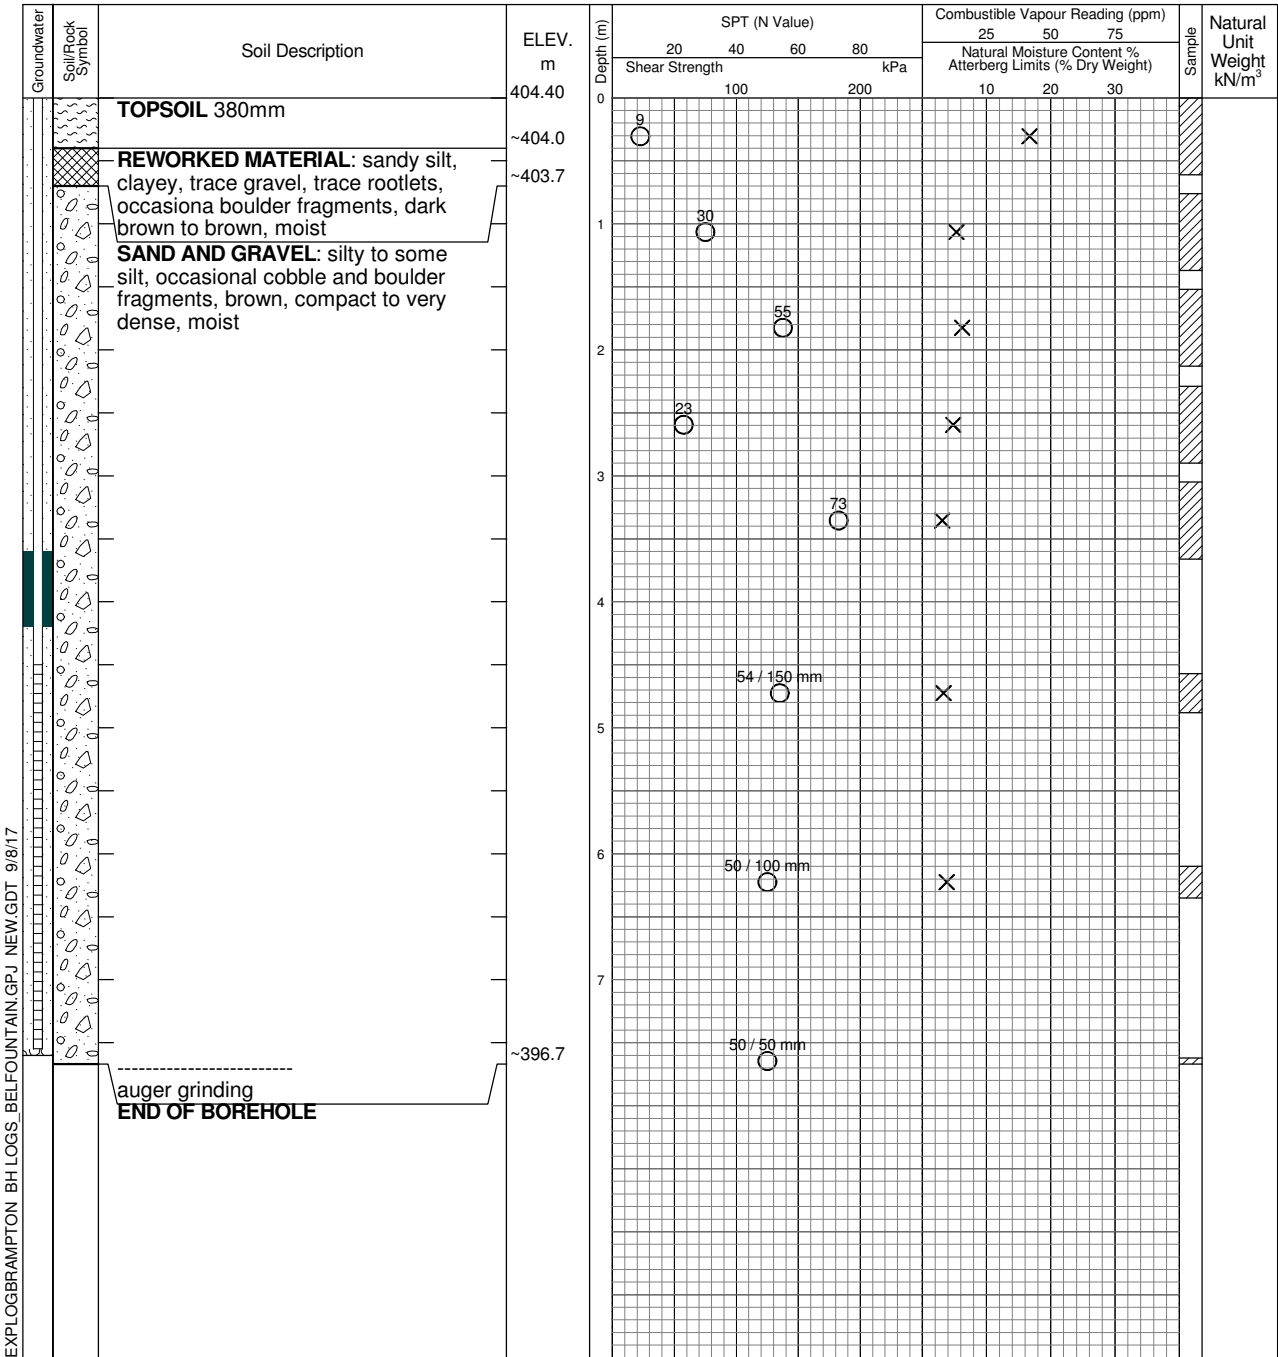 Groundwater
Soil/Rock
Symbol
Soil Description
ELEV.
m
Depth (m)
SPT (N Value)
20 40 60 80
Shear Strength kPa
100 200
Combustible Vapour Reading (ppm)
25 50 75
Natural Moisture Content %
Atterberg Limits (% Dry Weight)
10 20 30
Sample
Natural
Unit
Weight
kN/m³
404.40
0
TOPSOIL 380mm
9
~404.0
REWORKED MATERIAL: sandy silt,
~403.7
clayey, trace gravel, trace rootlets,
occasiona boulder fragments, dark
brown to brown, moist
30
1
SAND AND GRAVEL: silty to some
silt, occasional cobble and boulder
fragments, brown, compact to very
dense, moist
55
2
23
3
73
4
54 / 150 mm
5
6
50 / 100 mm
7
50 / 50 mm
~396.7
-------------------------
auger grinding
END OF BOREHOLE
EXPLOGBRAMPTON BH LOGS_BELFOUNTAIN.GPJ NEW.GDT 9/8/17